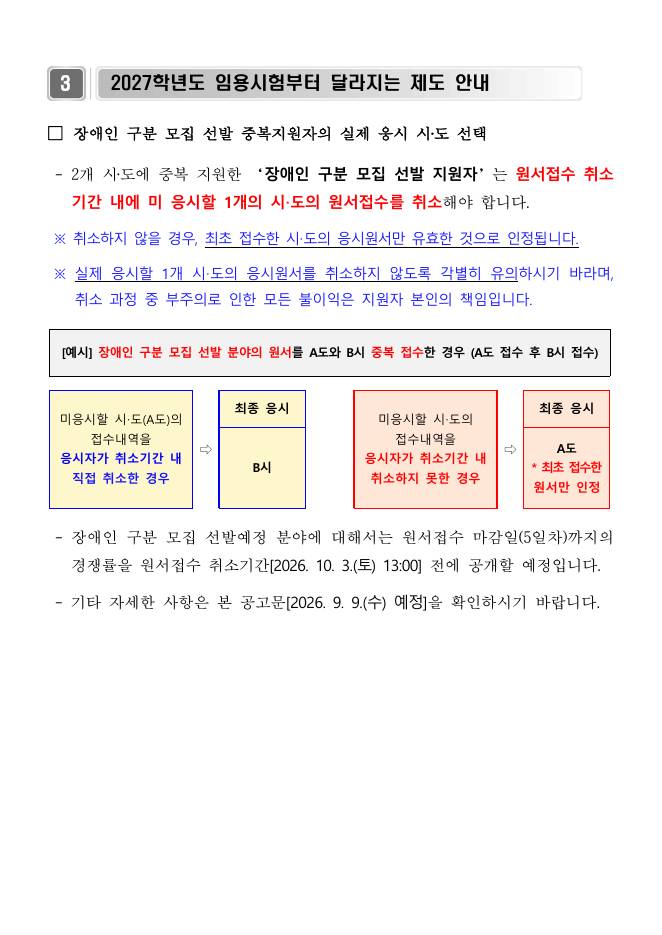 3 2027학년도 임용시험부터 달라지는 제도 안내
□ 장애인 구분 모집 선발 중복지원자의 실제 응시 시·도 선택
- 2개 시·도에 중복 지원한 ‘장애인 구분 모집 선발 지원자’는 원서접수 취소
기간 내에 미 응시할 1개의 시·도의 원서접수를 취소해야 합니다.
※ 취소하지 않을 경우, 최초 접수한 시·도의 응시원서만 유효한 것으로 인정됩니다.
※ 실제 응시할 1개 시·도의 응시원서를 취소하지 않도록 각별히 유의하시기 바라며,
취소 과정 중 부주의로 인한 모든 불이익은 지원자 본인의 책임입니다.
[예시] 장애인 구분 모집 선발 분야의 원서를 A도와 B시 중복 접수한 경우 (A도 접수 후 B시 접수)
미응시할 시·도(A도)의
접수내역을
응시자가 취소기간 내
직접 취소한 경우
⇨
최종 응시
B시
미응시할 시·도의
접수내역을
응시자가 취소기간 내
취소하지 못한 경우
⇨
최종 응시
A도
* 최초 접수한
원서만 인정
- 장애인 구분 모집 선발예정 분야에 대해서는 원서접수 마감일(5일차)까지의
경쟁률을 원서접수 취소기간[2026. 10. 3.(토) 13:00] 전에 공개할 예정입니다.
- 기타 자세한 사항은 본 공고문[2026. 9. 9.(수) 예정]을 확인하시기 바랍니다.